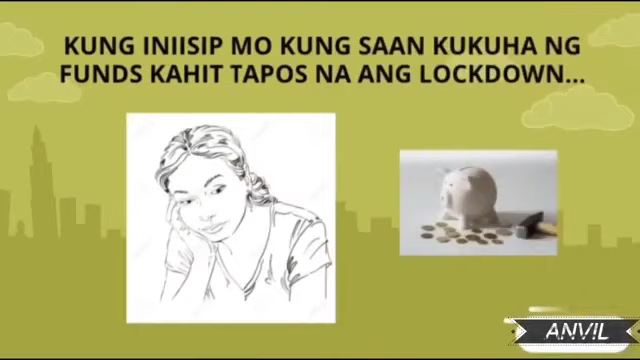 KUNG INIISIP MO KUNG SAAN KUKUHA NG
FUNDS KAHIT TAPOS NA ANG LOCKDOWN...
ANVIL